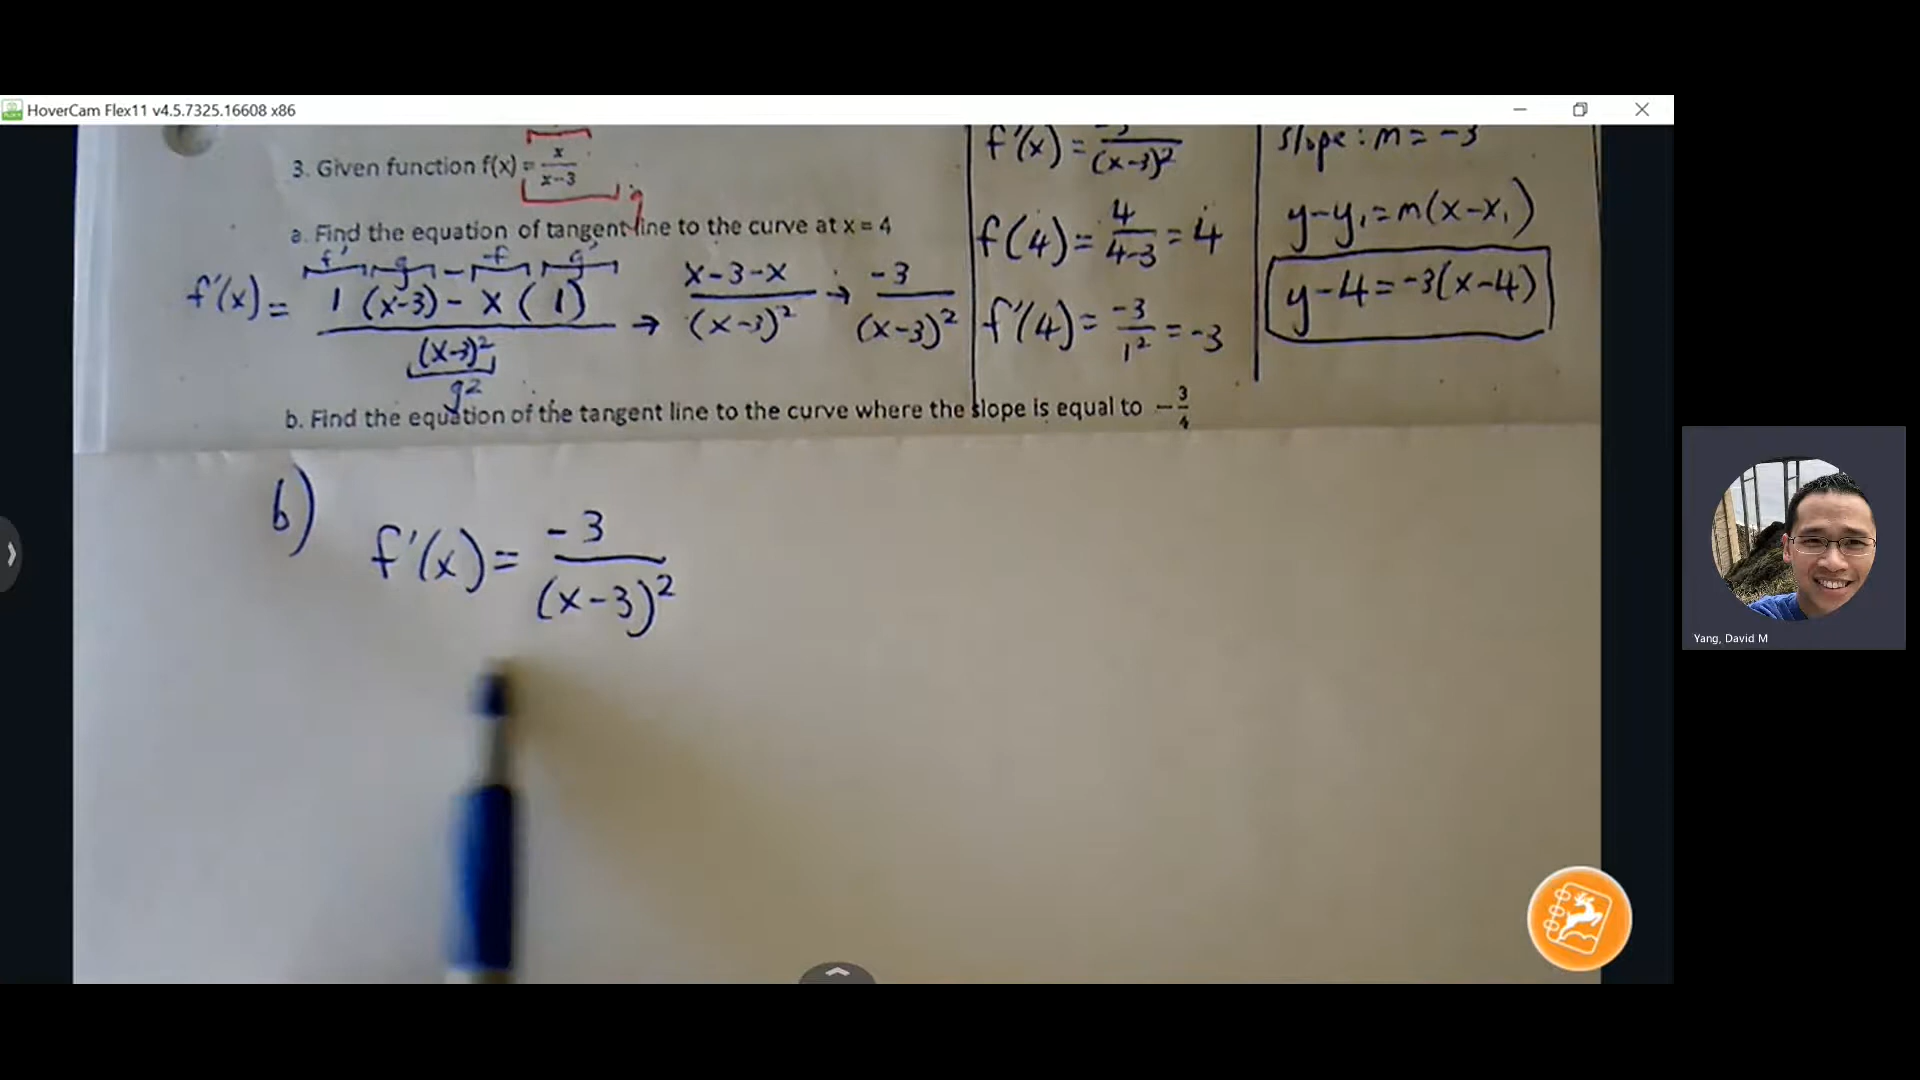 HoverCam Flex11 v4.5.7325.16608 x86
3. Given function f(x) = x/(x-3)
g
a. Find the equation of tangent line to the curve at x = 4
f' g - f g'
f'(x) = (1 (x-3) - x (1))/(x-3)² → (x-3-x)/(x-3)² → -3/(x-3)²
g²
f'(x) = -3/(x-3)²
f(4) = 4/(4-3) = 4
f'(4) = -3/1² = -3
slope: m = -3
y-y₁ = m(x-x₁)
y-4 = -3(x-4)
b. Find the equation of the tangent line to the curve where the slope is equal to -3/4
b) f'(x) = -3/(x-3)²
Yang, David M